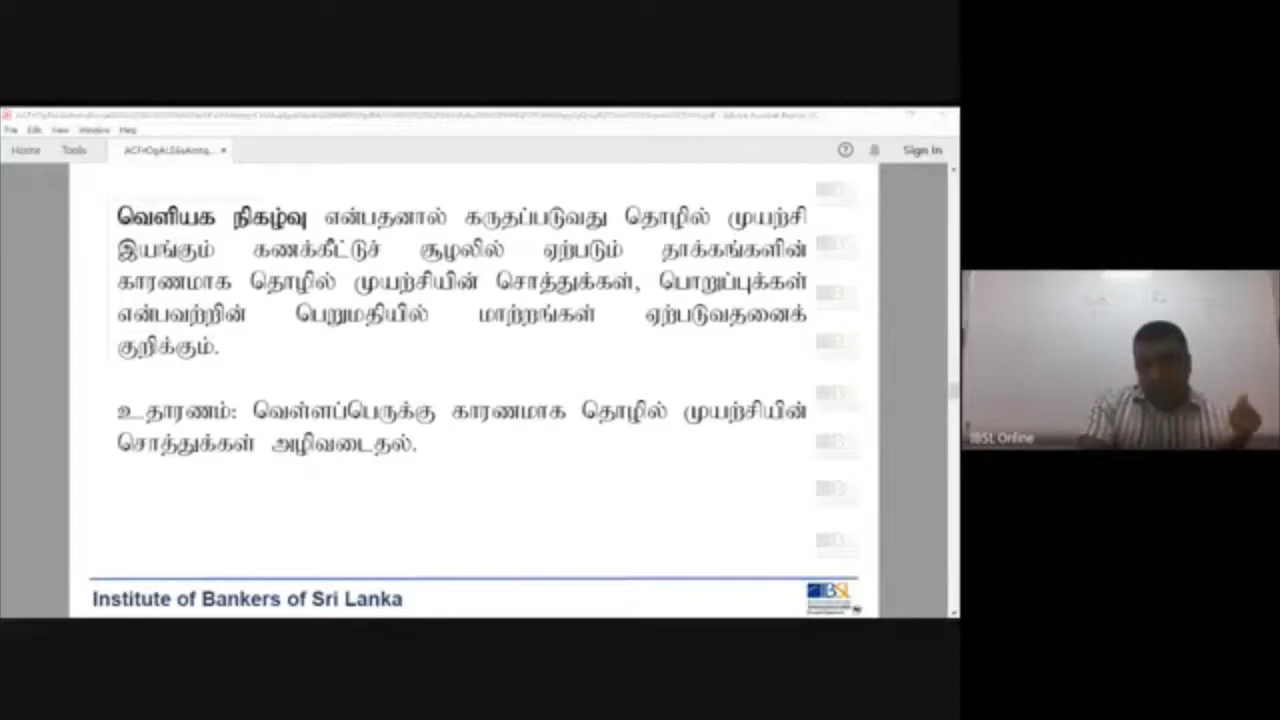 File Edit View Window Help
Home Tools
Sign In
வெளியக நிகழ்வு என்பதனால் கருதப்படுவது தொழில் முயற்சி
இயங்கும் கணக்கீட்டுச் சூழலில் ஏற்படும் தாக்கங்களின்
காரணமாக தொழில் முயற்சியின் சொத்துக்கள், பொறுப்புக்கள்
என்பவற்றின் பெறுமதியில் மாற்றங்கள் ஏற்படுவதனைக்
குறிக்கும்.
உதாரணம்: வெள்ளப்பெருக்கு காரணமாக தொழில் முயற்சியின்
சொத்துக்கள் அழிவடைதல்.
Institute of Bankers of Sri Lanka
IBSL
IBSL Online